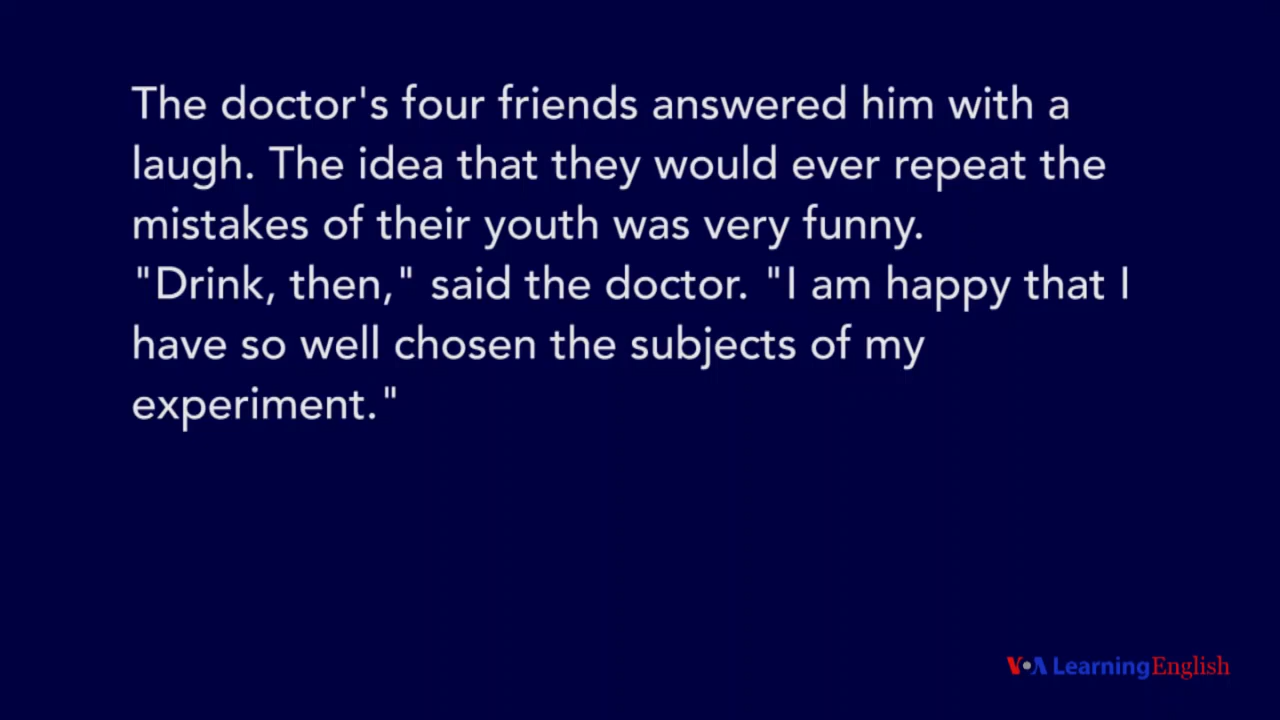 The doctor's four friends answered him with a
laugh. The idea that they would ever repeat the
mistakes of their youth was very funny.
"Drink, then," said the doctor. "I am happy that I
have so well chosen the subjects of my
experiment."
VOA Learning English